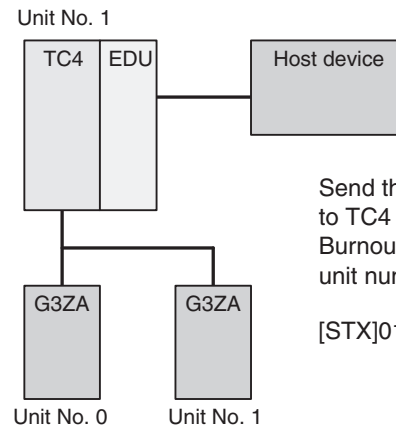 Unit No. 1
TC4 EDU
Host device
Send th
to TC4
Burnou
unit nur
[STX]0
G3ZA G3ZA
Unit No. 0 Unit No. 1